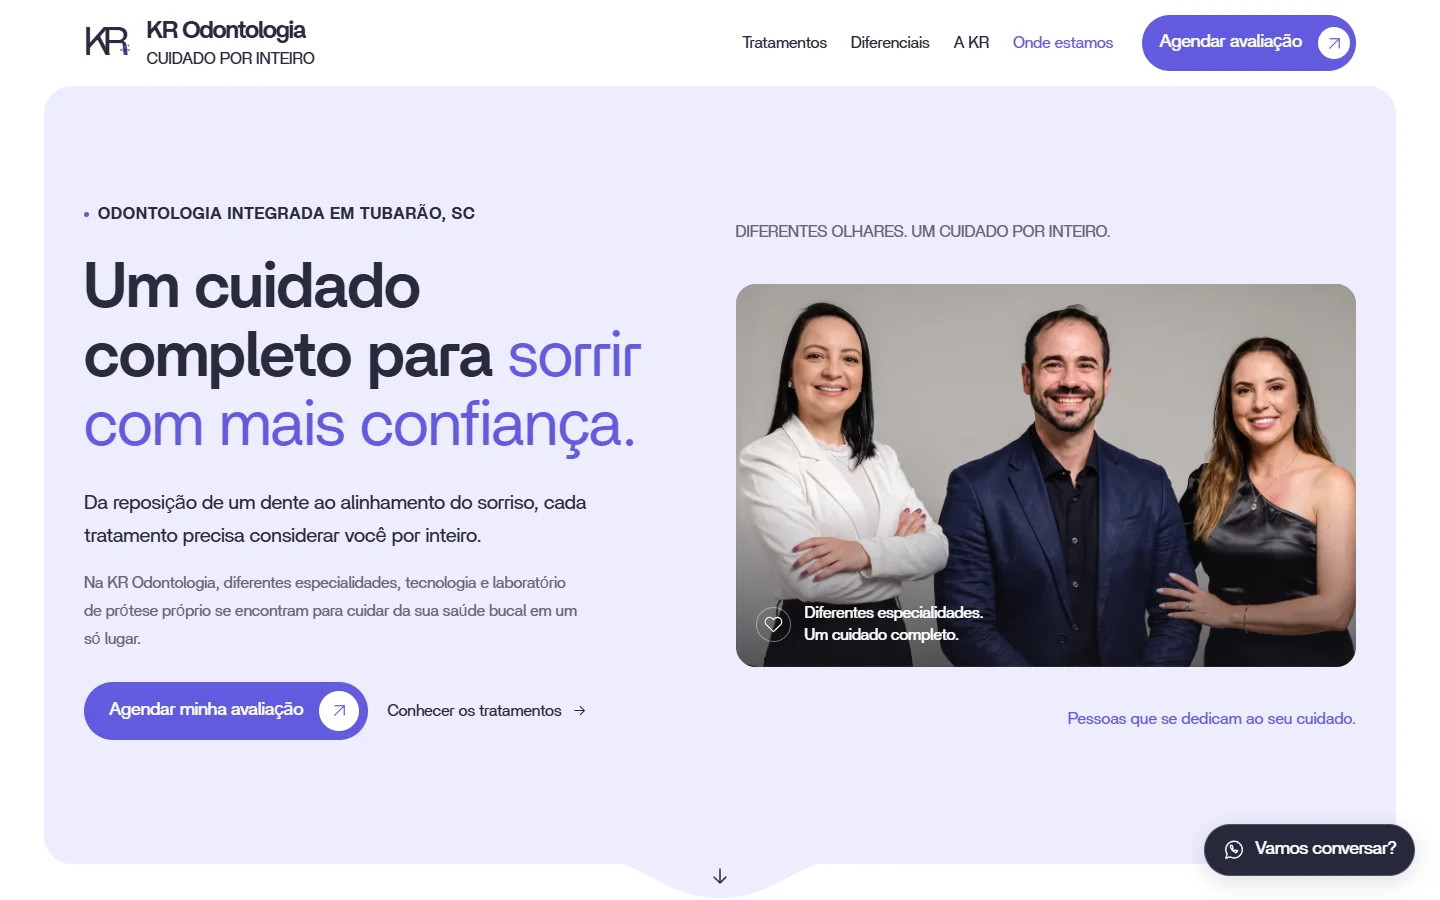 KR
KR Odontologia
CUIDADO POR INTEIRO
Tratamentos
Diferenciais
A KR
Onde estamos
Agendar avaliação
ODONTOLOGIA INTEGRADA EM TUBARÃO, SC
Um cuidado
completo para sorrir
com mais confiança.
Da reposição de um dente ao alinhamento do sorriso, cada
tratamento precisa considerar você por inteiro.
Na KR Odontologia, diferentes especialidades, tecnologia e laboratório
de prótese próprio se encontram para cuidar da sua saúde bucal em um
só lugar.
Agendar minha avaliação
Conhecer os tratamentos
DIFERENTES OLHARES. UM CUIDADO POR INTEIRO.
Diferentes especialidades.
Um cuidado completo.
Pessoas que se dedicam ao seu cuidado.
Vamos conversar?